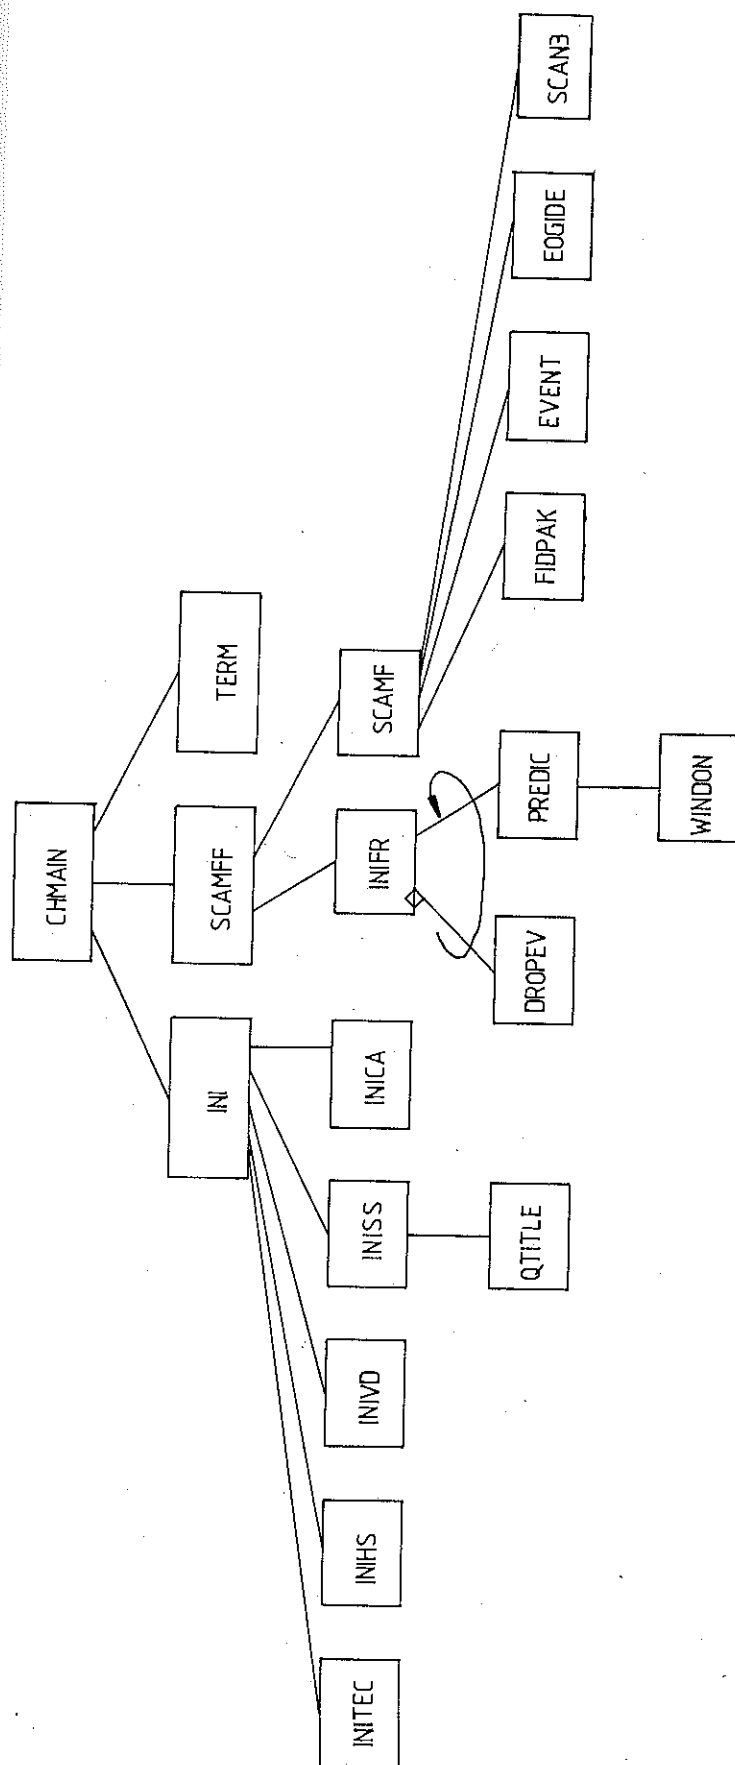 CHMAIN
INI
SCAMFF
TERM
INITEC
INIHS
INIVD
INISS
INICA
INIFR
SCAMF
QTITLE
DROPEV
PREDIC
FIDPAK
EVENT
EOGIDE
SCAN3
WINDON